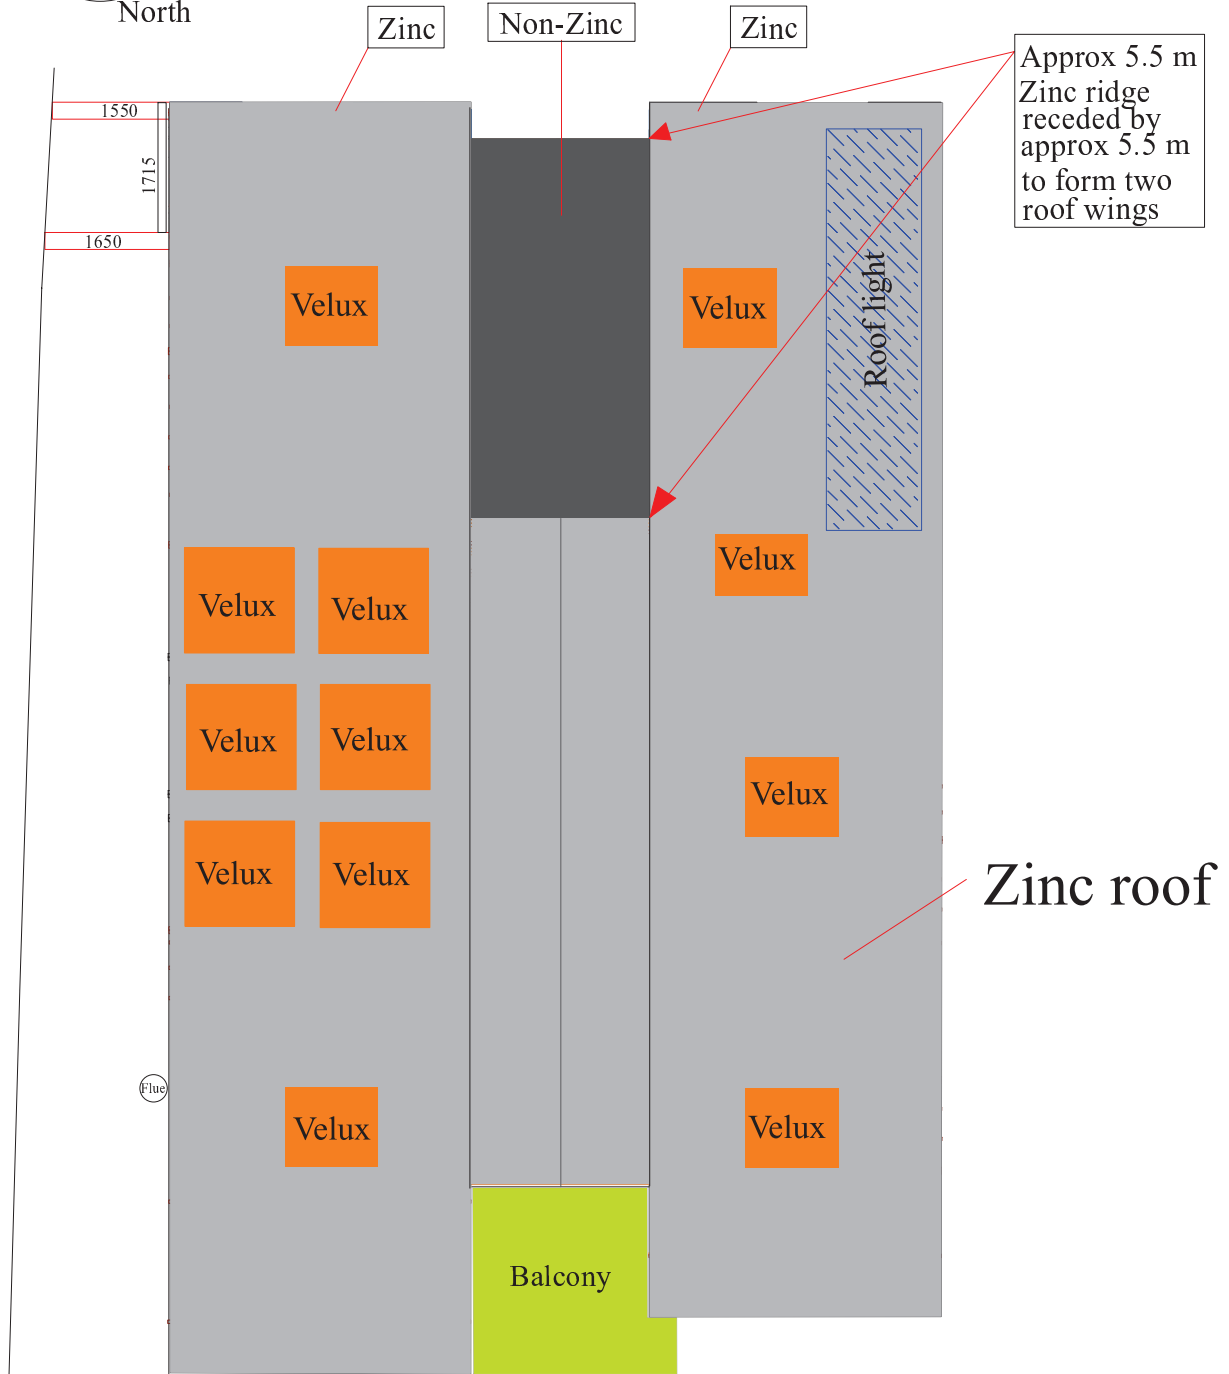 North
Zinc
Non-Zinc
Zinc
Approx 5.5 m
Zinc ridge
receded by
approx 5.5 m
to form two
roof wings
1550
1715
1650
Velux
Velux
Roof light
Velux
Velux
Velux
Velux
Velux
Velux
Velux
Velux
Zinc roof
Flue
Velux
Velux
Balcony